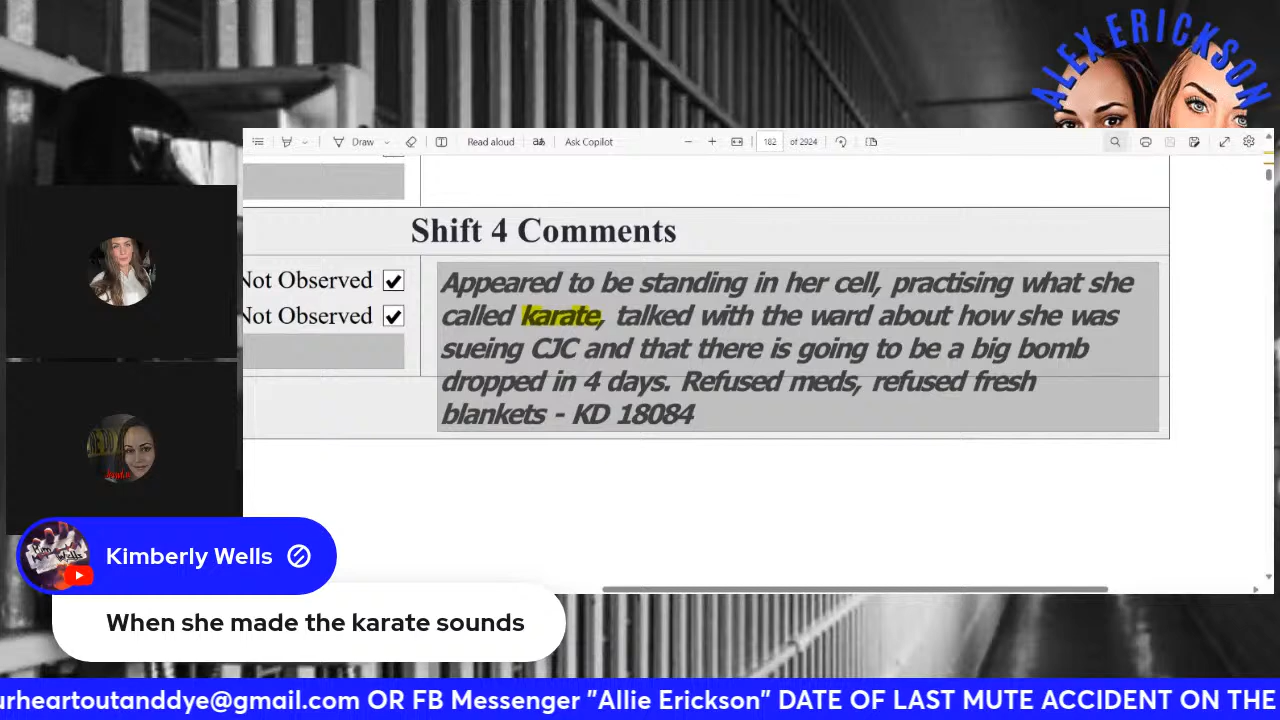 ALEX ERICKSON
Draw
Read aloud
aあ
Ask Copilot
182
of 2924
Shift 4 Comments
Not Observed
Not Observed
Appeared to be standing in her cell, practising what she
called karate, talked with the ward about how she was
sueing CJC and that there is going to be a big bomb
dropped in 4 days. Refused meds, refused fresh
blankets - KD 18084
Kimberly Wells
When she made the karate sounds
urheartoutanddye@gmail.com OR FB Messenger "Allie Erickson" DATE OF LAST MUTE ACCIDENT ON THE